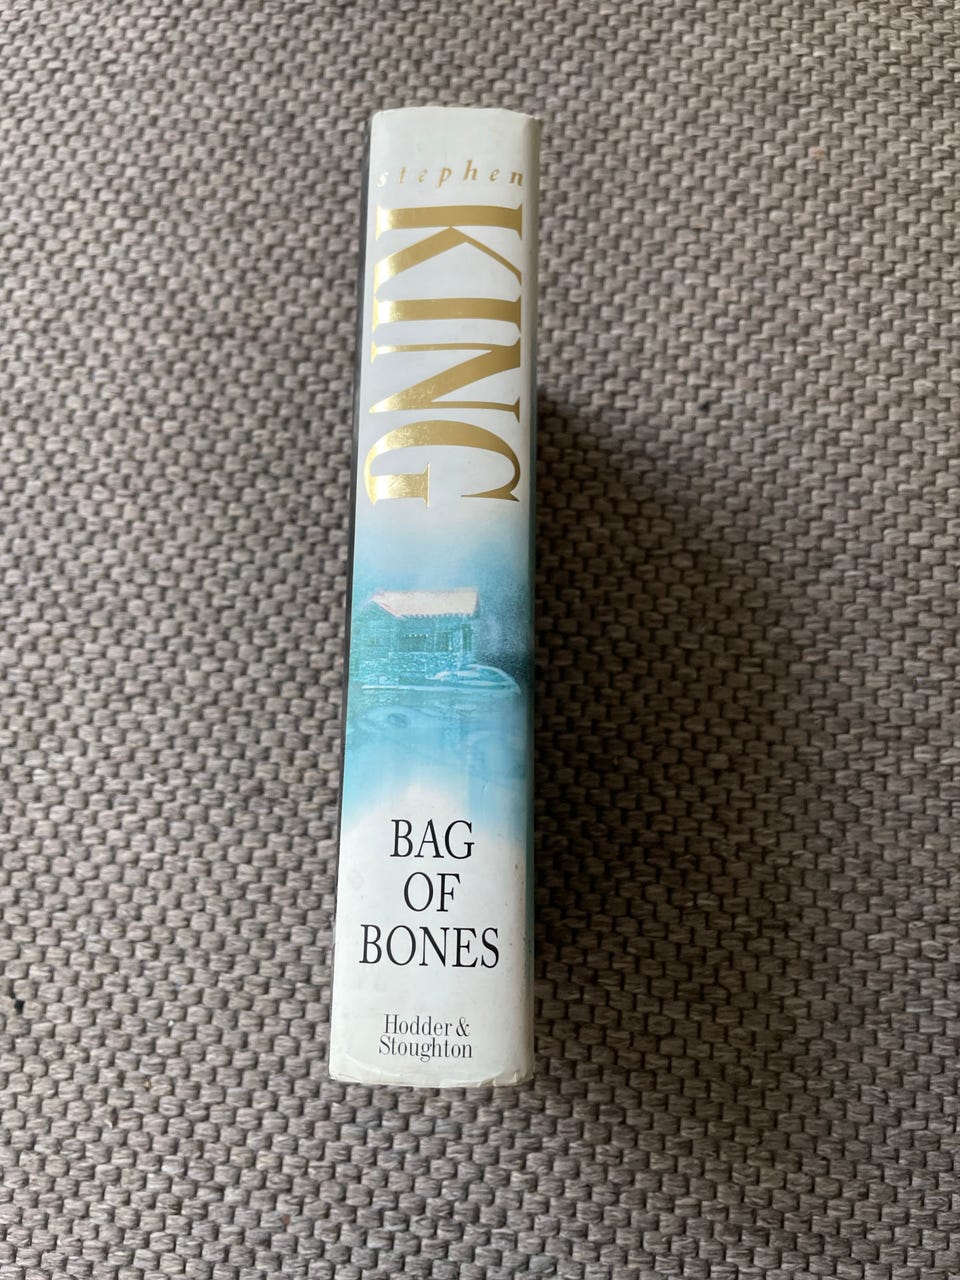 stephen
KING
BAG
OF
BONES
Hodder &
Stoughton